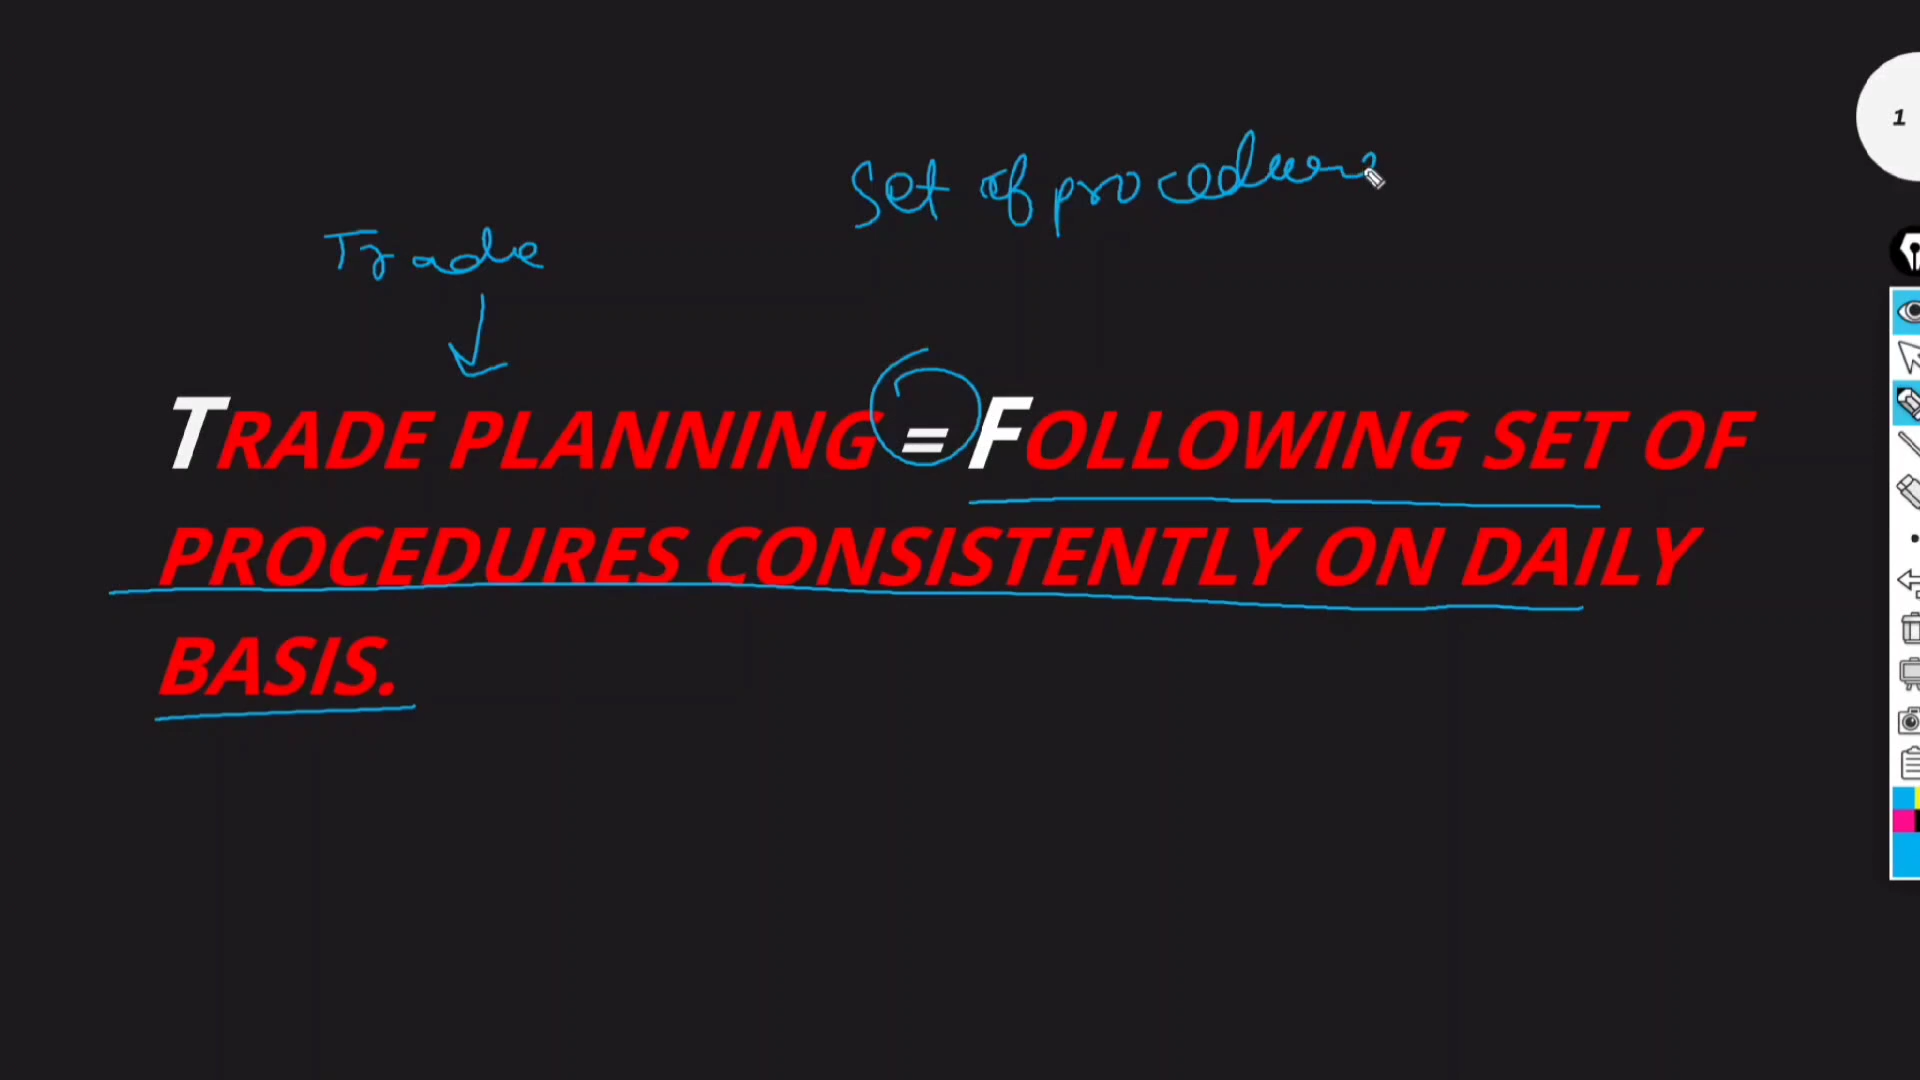 Set of procedures
Trade
TRADE PLANNING = FOLLOWING SET OF
PROCEDURES CONSISTENTLY ON DAILY
BASIS.
1